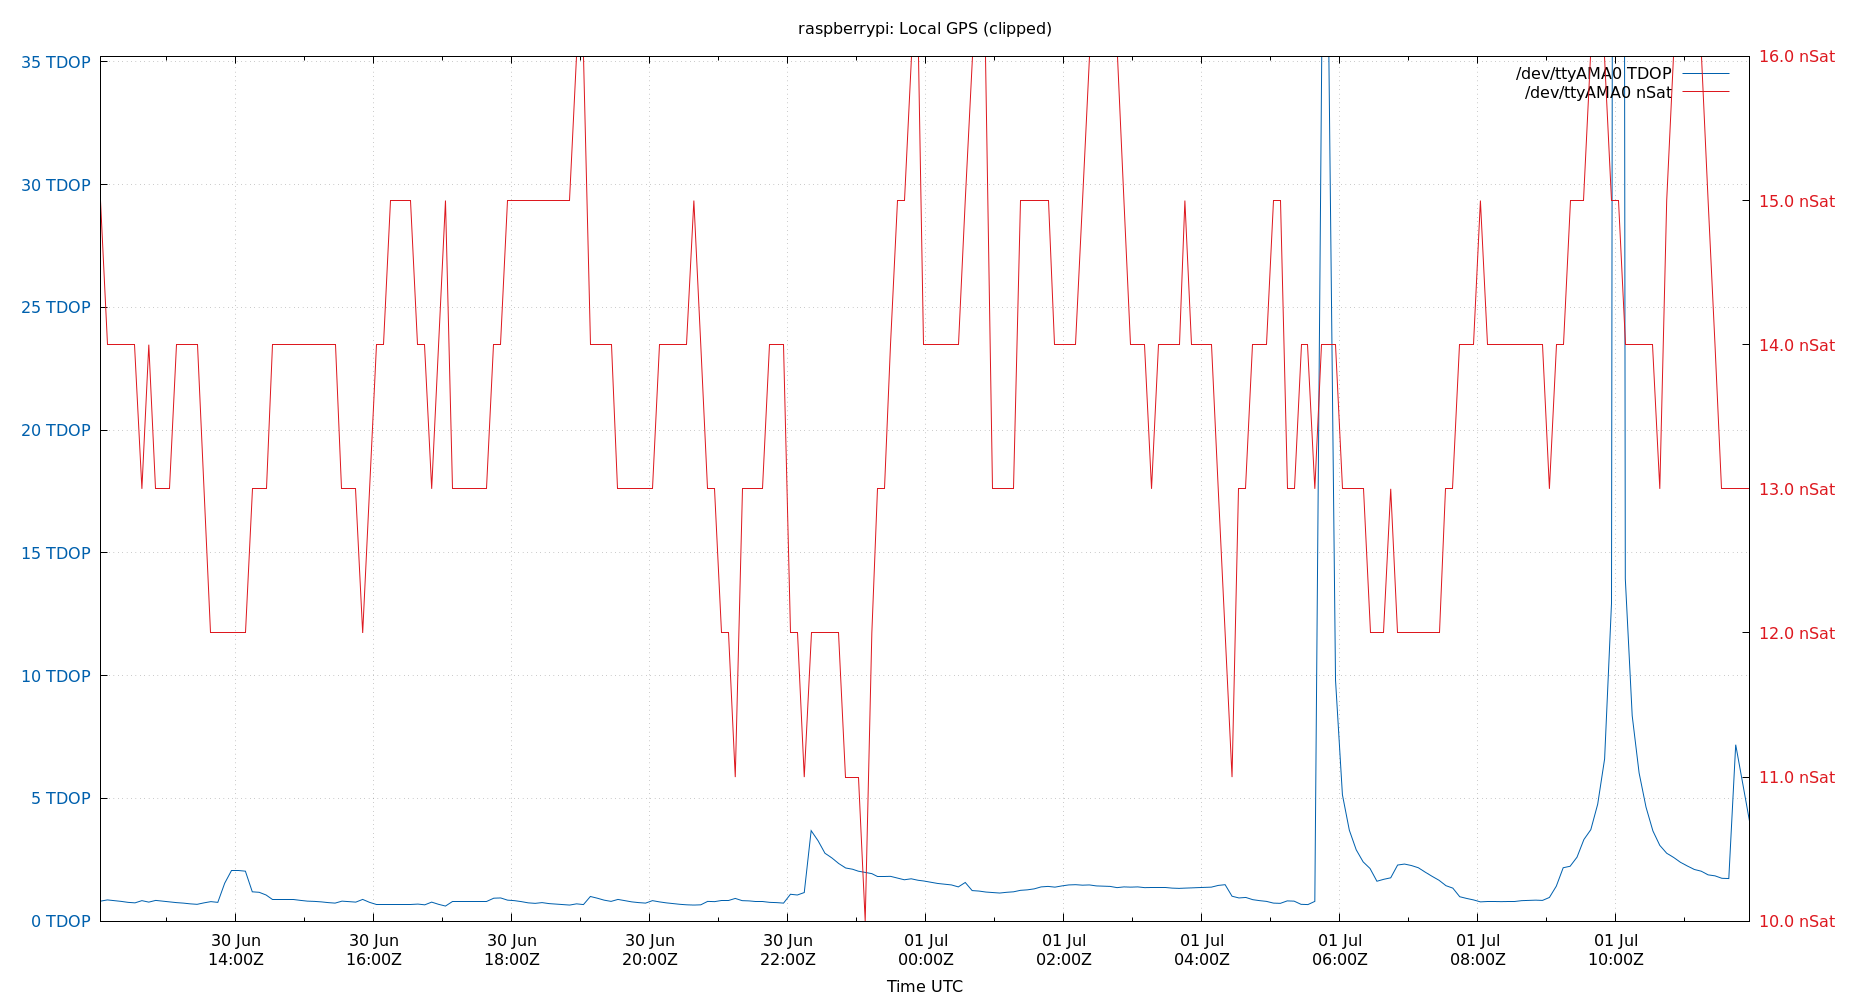 raspberrypi: Local GPS (clipped)
35 TDOP
30 TDOP
25 TDOP
20 TDOP
15 TDOP
10 TDOP
5 TDOP
0 TDOP
16.0 nSat
15.0 nSat
14.0 nSat
13.0 nSat
12.0 nSat
11.0 nSat
10.0 nSat
/dev/ttyAMA0 TDOP
/dev/ttyAMA0 nSat
30 Jun
14:00Z
30 Jun
16:00Z
30 Jun
18:00Z
30 Jun
20:00Z
30 Jun
22:00Z
01 Jul
00:00Z
01 Jul
02:00Z
01 Jul
04:00Z
01 Jul
06:00Z
01 Jul
08:00Z
01 Jul
10:00Z
Time UTC